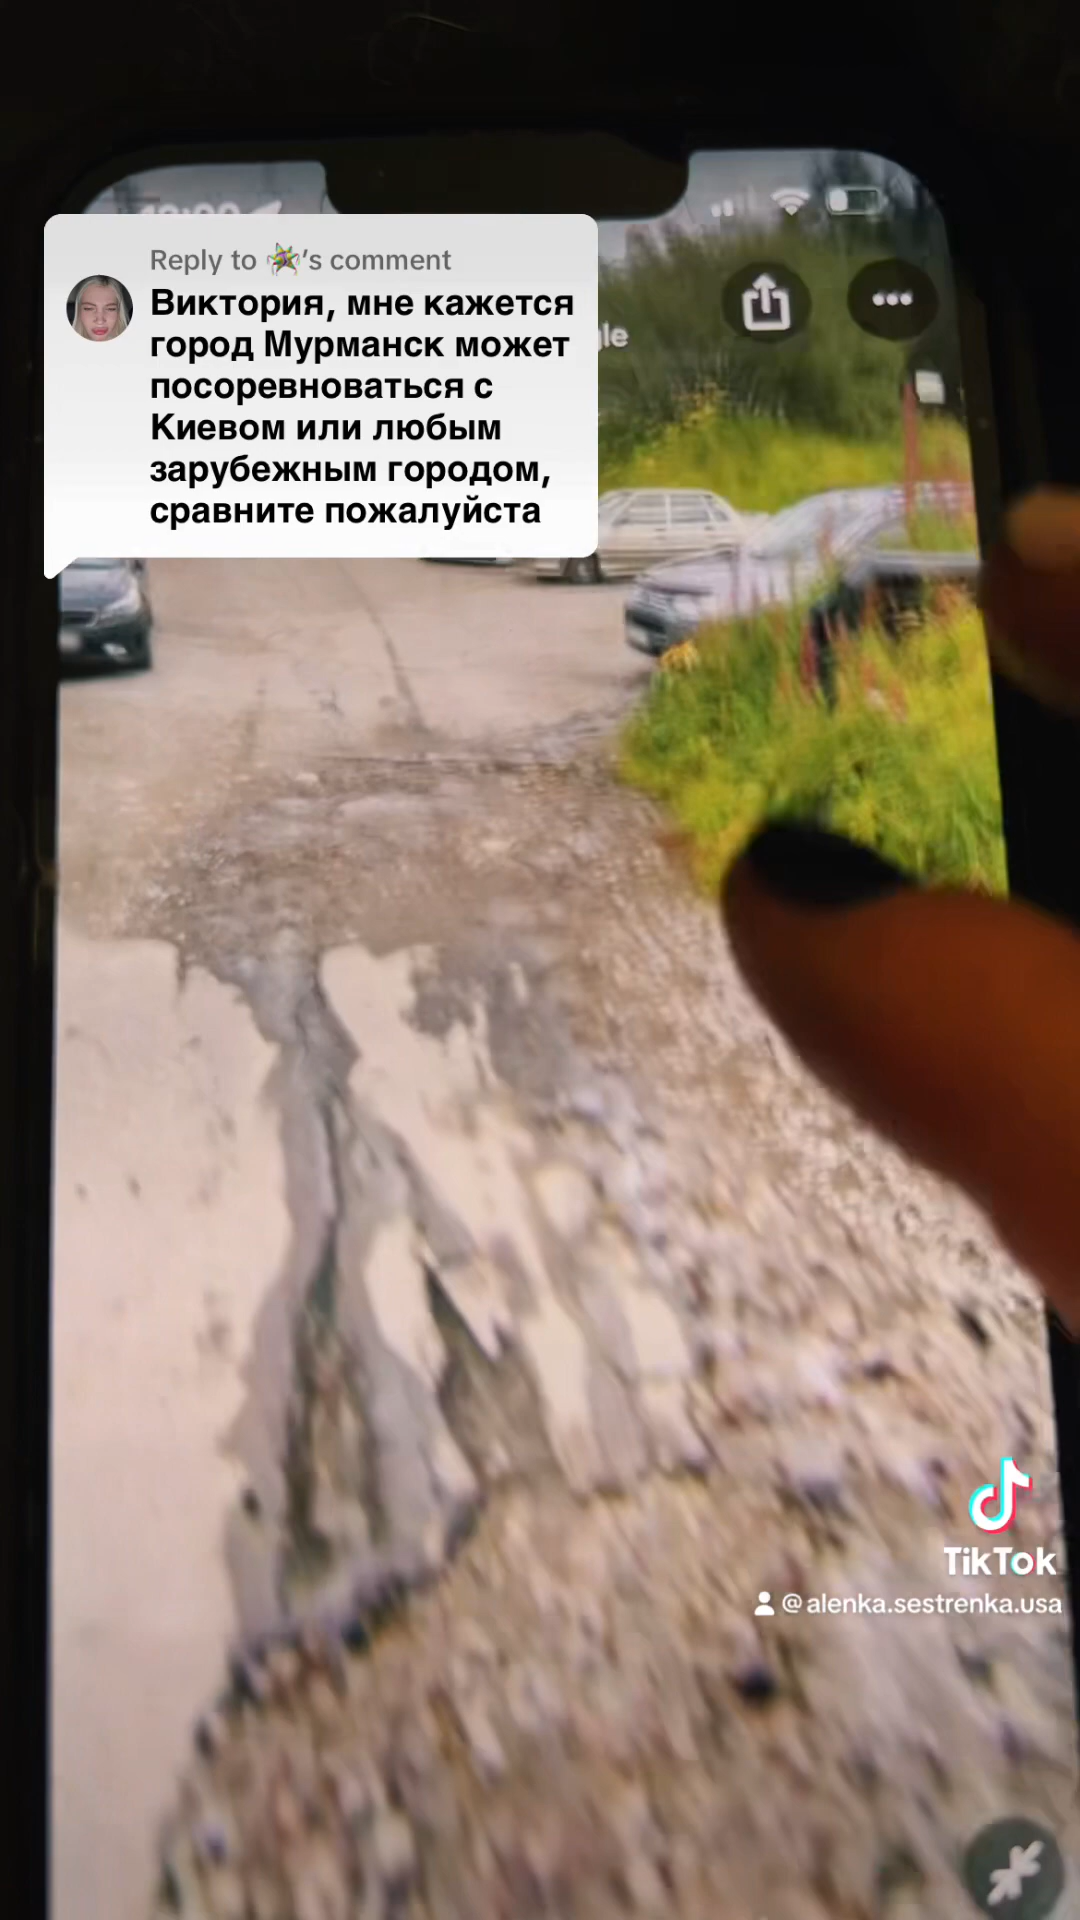 Reply to 's comment
Виктория, мне кажется
город Мурманск может
посоревноваться с
Киевом или любым
зарубежным городом,
сравните пожалуйста
TikTok
@alenka.sestrenka.usa